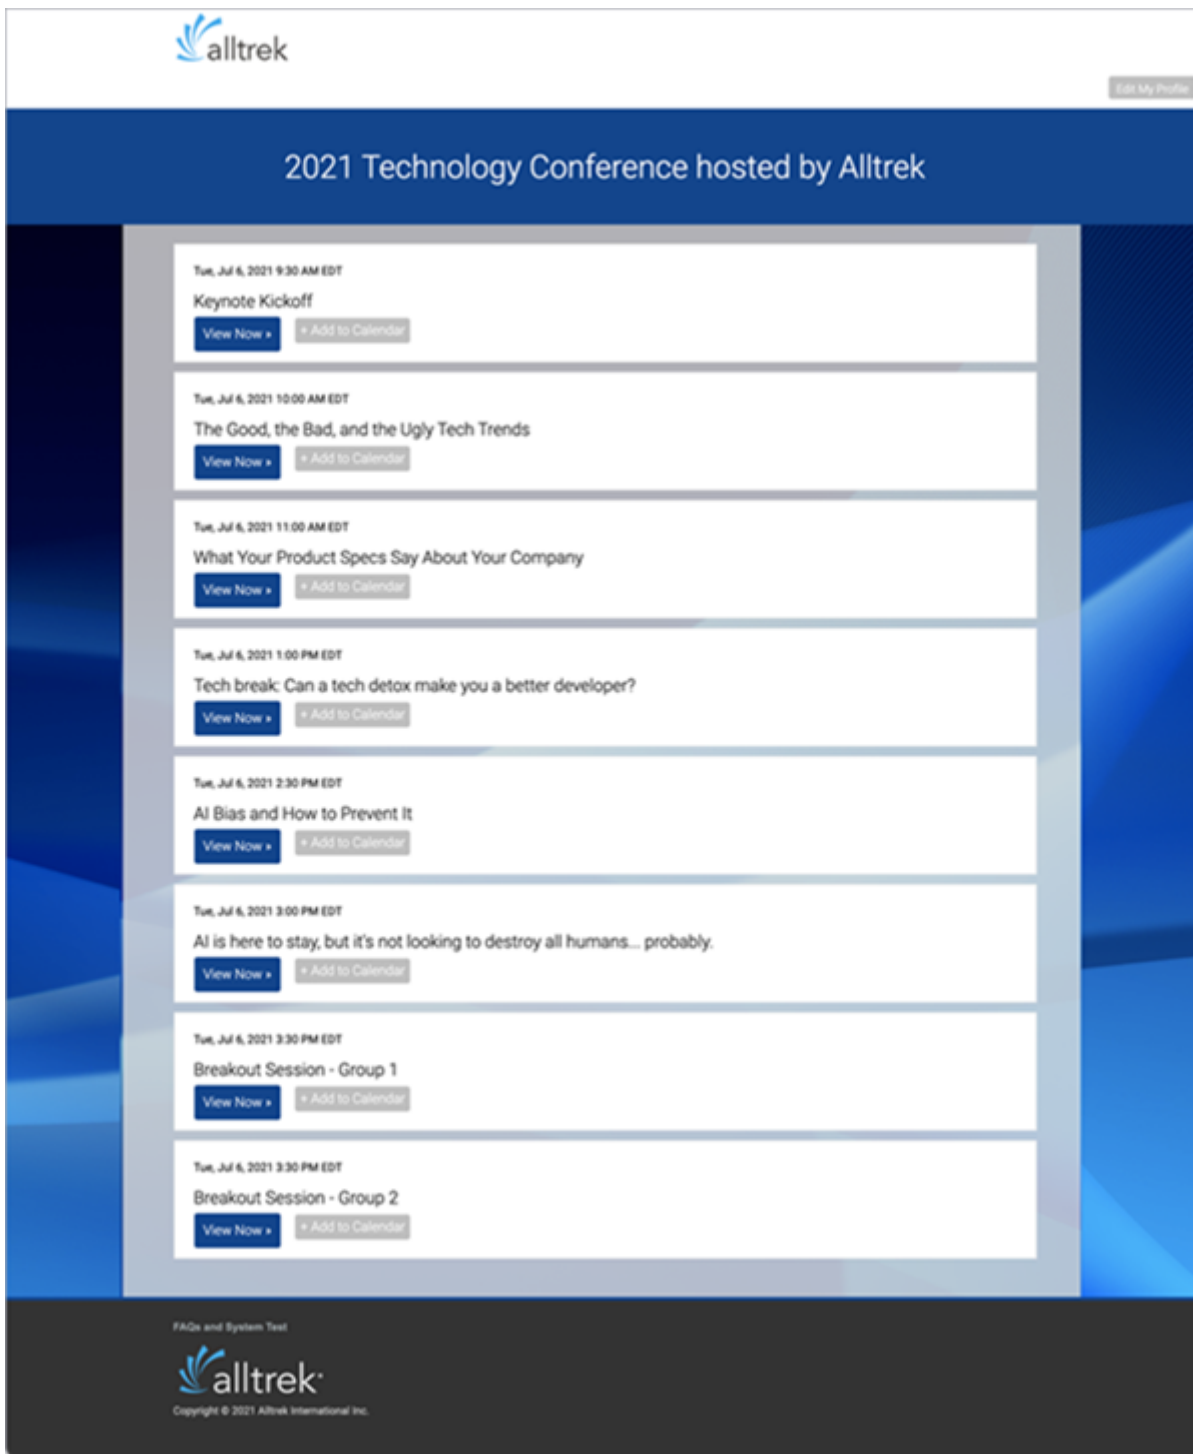 alltrek
Edit My Profile
2021 Technology Conference hosted by Alltrek
Tue, Jul 6, 2021 9:30 AM EDT
Keynote Kickoff
View Now » + Add to Calendar
Tue, Jul 6, 2021 10:00 AM EDT
The Good, the Bad, and the Ugly Tech Trends
View Now » + Add to Calendar
Tue, Jul 6, 2021 11:00 AM EDT
What Your Product Specs Say About Your Company
View Now » + Add to Calendar
Tue, Jul 6, 2021 1:00 PM EDT
Tech break: Can a tech detox make you a better developer?
View Now » + Add to Calendar
Tue, Jul 6, 2021 2:30 PM EDT
AI Bias and How to Prevent It
View Now » + Add to Calendar
Tue, Jul 6, 2021 3:00 PM EDT
AI is here to stay, but it's not looking to destroy all humans... probably.
View Now » + Add to Calendar
Tue, Jul 6, 2021 3:30 PM EDT
Breakout Session - Group 1
View Now » + Add to Calendar
Tue, Jul 6, 2021 3:30 PM EDT
Breakout Session - Group 2
View Now » + Add to Calendar
FAQs and System Test
alltrek
Copyright © 2021 Alltrek International Inc.